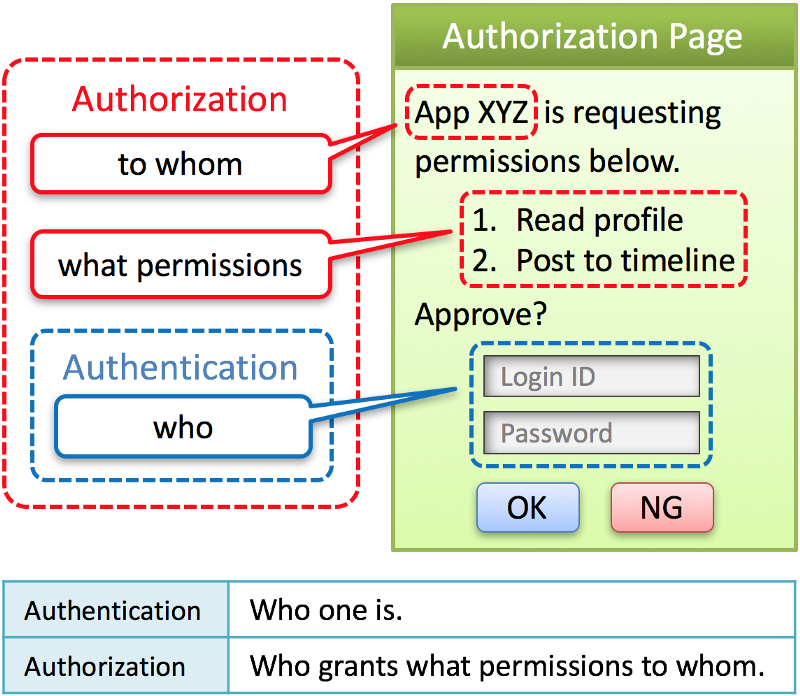 Authorization
to whom
what permissions
Authentication
who
Authorization Page
App XYZ is requesting
permissions below.
1. Read profile
2. Post to timeline
Approve?
Login ID
Password
OK NG
Authentication Who one is.
Authorization Who grants what permissions to whom.